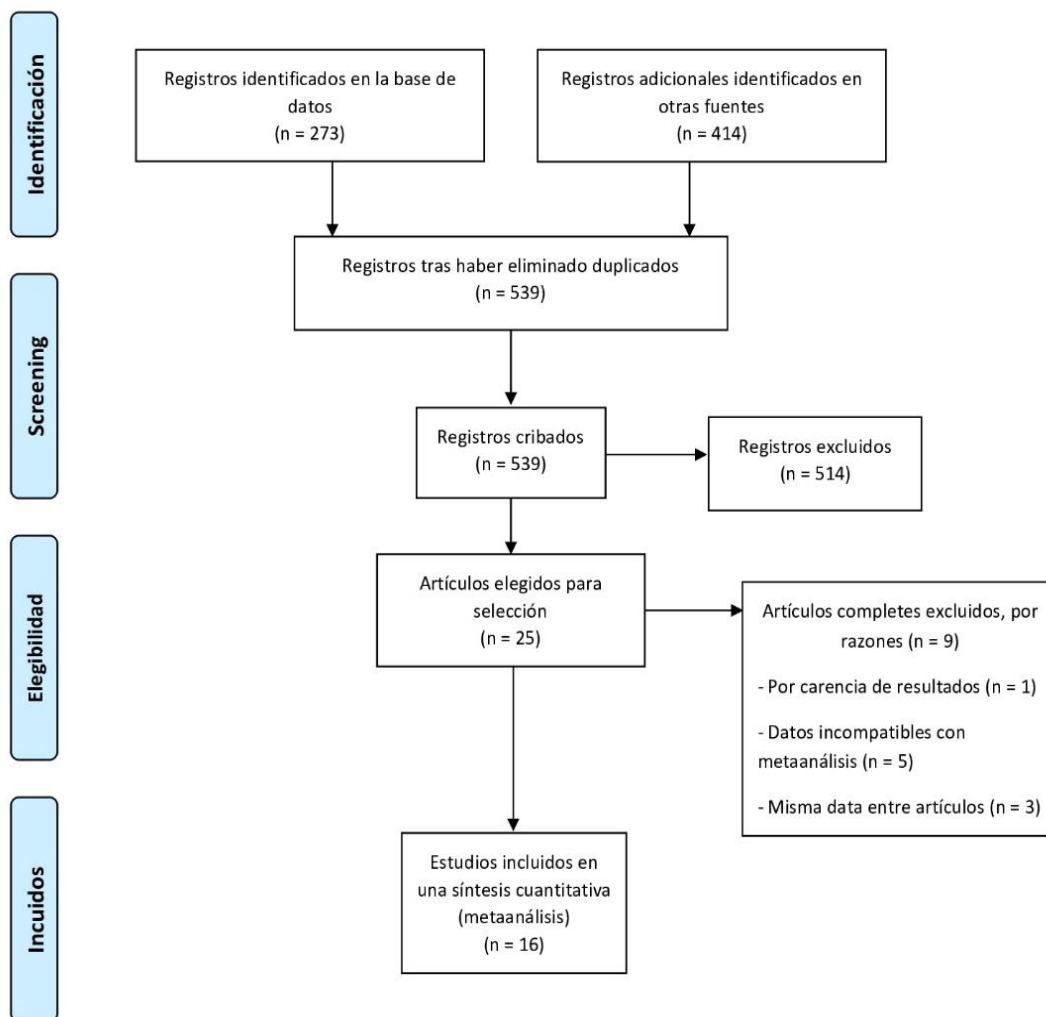 Identificación
Registros identificados en la base de
datos
(n = 273)
Registros adicionales identificados en
otras fuentes
(n = 414)
Registros tras haber eliminado duplicados
(n = 539)
Screening
Registros cribados
(n = 539)
Registros excluidos
(n = 514)
Elegibilidad
Artículos elegidos para
selección
(n = 25)
Artículos completes excluidos, por
razones (n = 9)
- Por carencia de resultados (n = 1)
- Datos incompatibles con
metaanálisis (n = 5)
- Misma data entre artículos (n = 3)
Incuidos
Estudios incluidos en
una síntesis cuantitativa
(metaanálisis)
(n = 16)